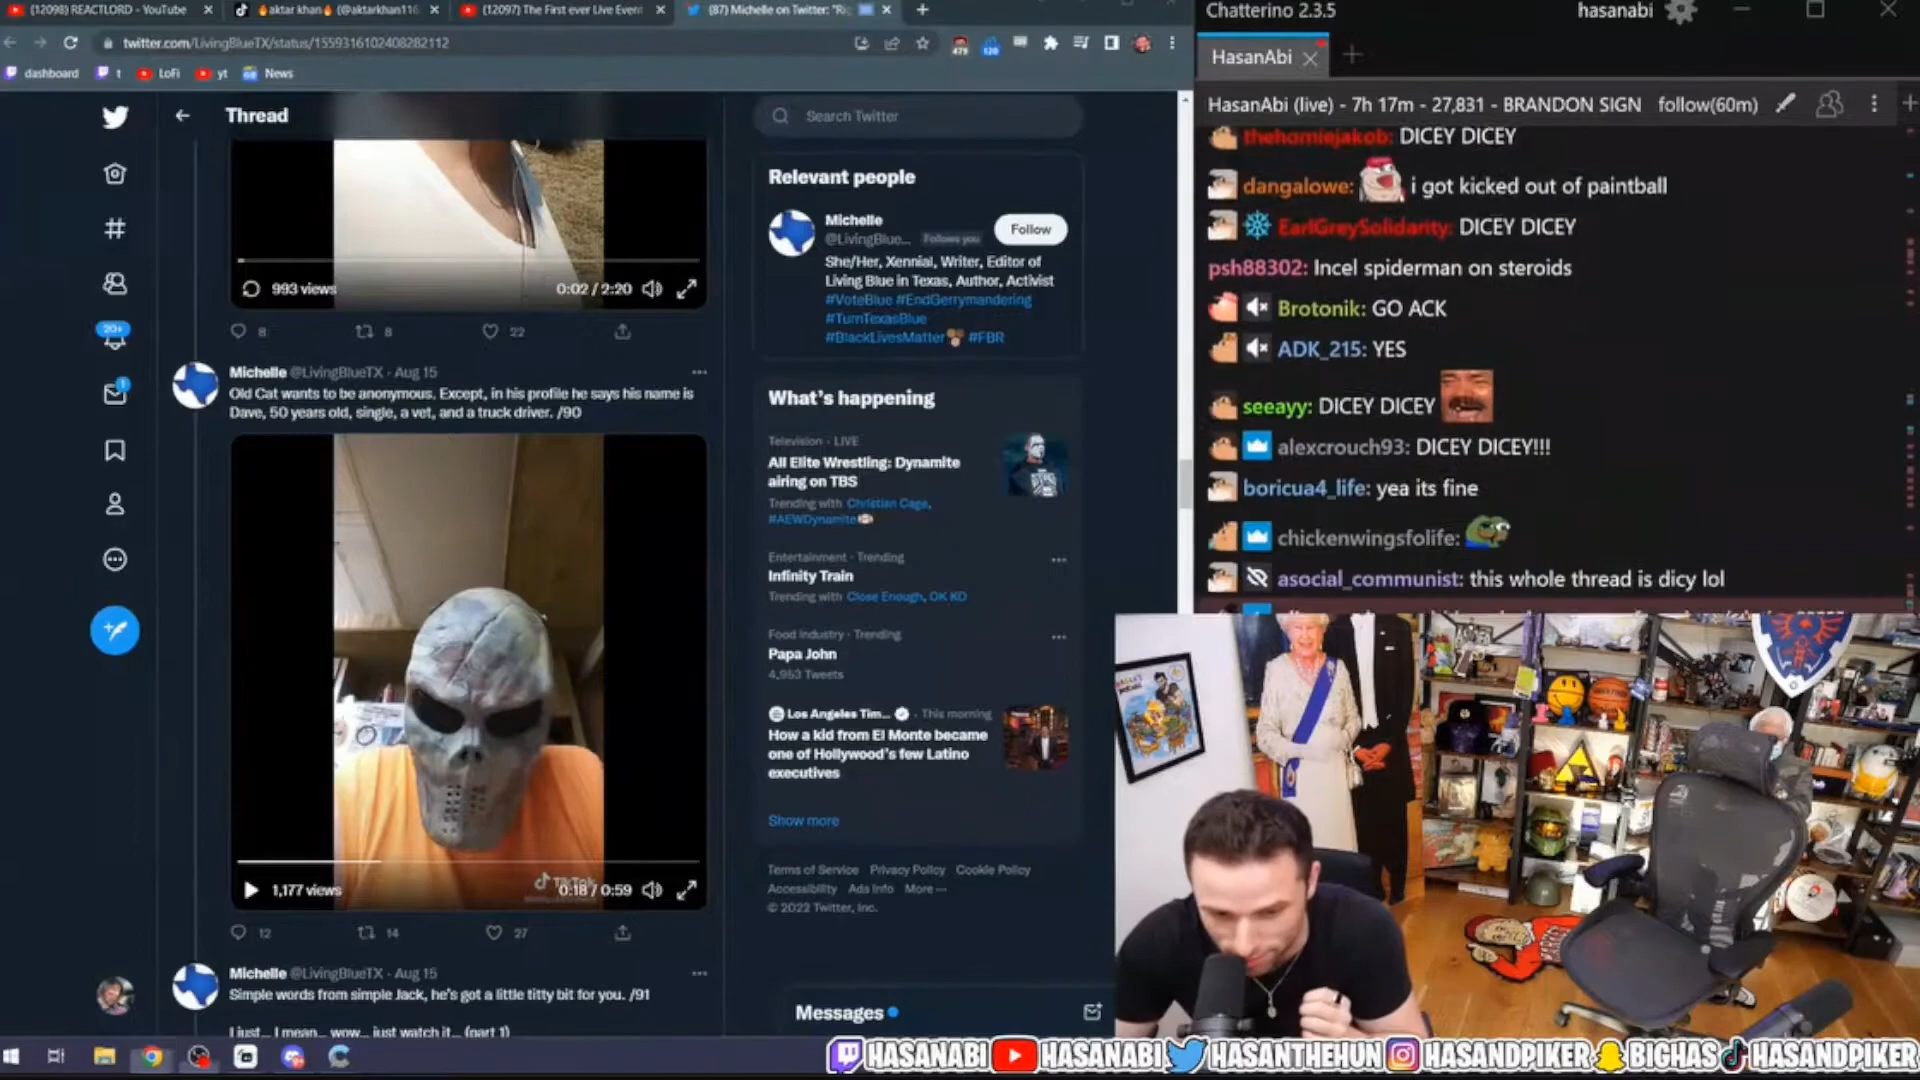 (12098) REACTLORD - YouTube
aktar khan (@aktarkhan116
(12097) The First ever Live Event
(87) Michelle on Twitter: "Rig
twitter.com/LivingBlueTX/status/1559316102408282112
479
120
dashboard
t
LoFi
yt
News
Thread
993 views
0:02 / 2:20
8
8
22
Michelle @LivingBlueTX · Aug 15
Old Cat wants to be anonymous. Except, in his profile he says his name is
Dave, 50 years old, single, a vet, and a truck driver. /90
TikTok
1,177 views
0:18 / 0:59
12
14
27
Michelle @LivingBlueTX · Aug 15
Simple words from simple Jack, he's got a little titty bit for you. /91
I just... I mean... wow... just watch it... (part 1)
20+
1
Search Twitter
Relevant people
Michelle
@LivingBlue...
Follows you
Follow
She/Her, Xennial, Writer, Editor of
Living Blue in Texas, Author, Activist
#VoteBlue #EndGerrymandering
#TurnTexasBlue
#BlackLivesMatter #FBR
What's happening
Television · LIVE
All Elite Wrestling: Dynamite
airing on TBS
Trending with Christian Cage,
#AEWDynamite
Entertainment · Trending
Infinity Train
Trending with Close Enough, OK KO
Food industry · Trending
Papa John
4,953 Tweets
Los Angeles Tim... · This morning
How a kid from El Monte became
one of Hollywood's few Latino
executives
Show more
Terms of Service Privacy Policy Cookie Policy
Accessibility Ads Info More ···
© 2022 Twitter, Inc.
Messages
Chatterino 2.3.5
hasanabi
HasanAbi
HasanAbi (live) - 7h 17m - 27,831 - BRANDON SIGN follow(60m)
thehomiejakob: DICEY DICEY
dangalowe: i got kicked out of paintball
EarlGreySolidarity: DICEY DICEY
psh88302: Incel spiderman on steroids
Brotonik: GO ACK
ADK_215: YES
seeayy: DICEY DICEY
alexcrouch93: DICEY DICEY!!!
boricua4_life: yea its fine
chickenwingsfolife:
asocial_communist: this whole thread is dicy lol
HASANABI HASANABI HASANTHEHUN HASANDPIKER BIGHAS HASANDPIKER